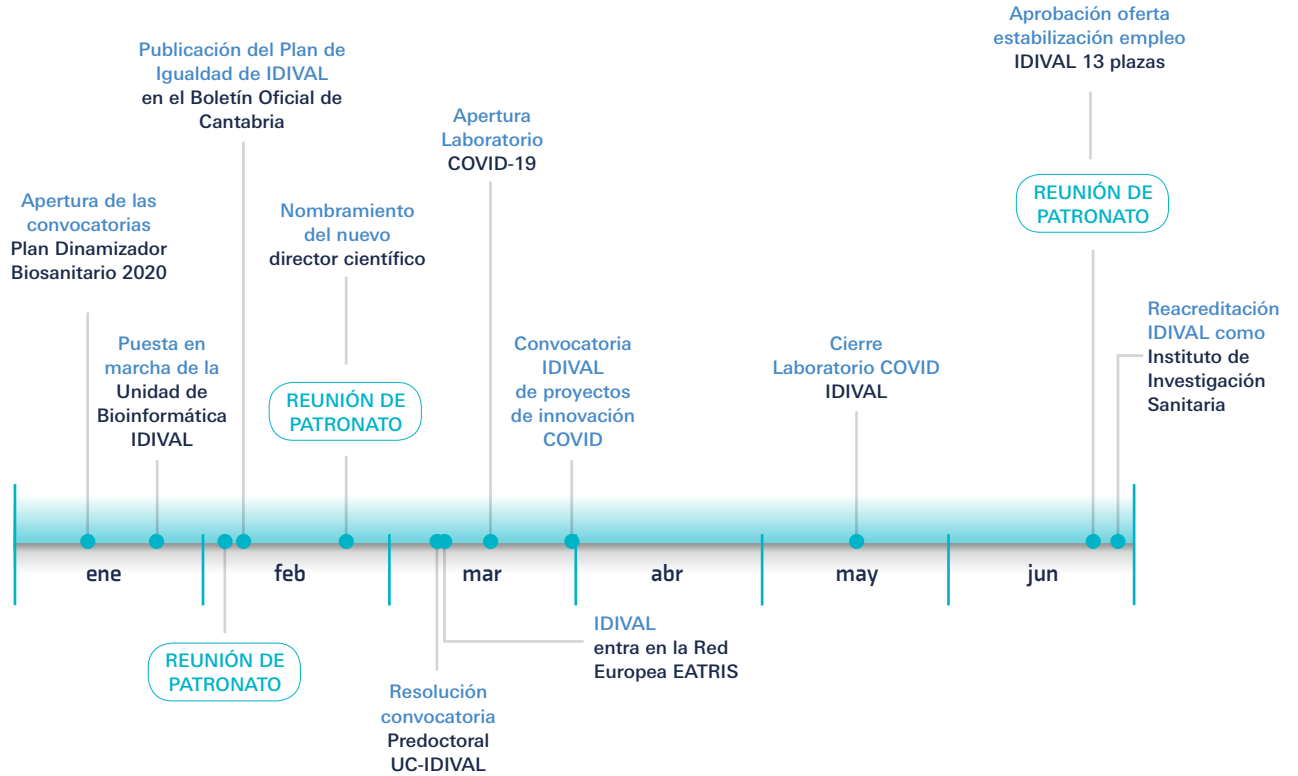 Aprobación oferta
estabilización empleo
IDIVAL 13 plazas
Publicación del Plan de
Igualdad de IDIVAL
en el Boletín Oficial de
Cantabria
Apertura
Laboratorio
COVID-19
REUNIÓN DE
PATRONATO
Apertura de las
convocatorias
Plan Dinamizador
Biosanitario 2020
Nombramiento
del nuevo
director científico
Puesta en
marcha de la
Unidad de
Bioinformática
IDIVAL
REUNIÓN DE
PATRONATO
Convocatoria
IDIVAL
de proyectos
de innovación
COVID
Cierre
Laboratorio COVID
IDIVAL
Reacreditación
IDIVAL como
Instituto de
Investigación
Sanitaria
ene
feb
mar
abr
may
jun
REUNIÓN DE
PATRONATO
IDIVAL
entra en la Red
Europea EATRIS
Resolución
convocatoria
Predoctoral
UC-IDIVAL